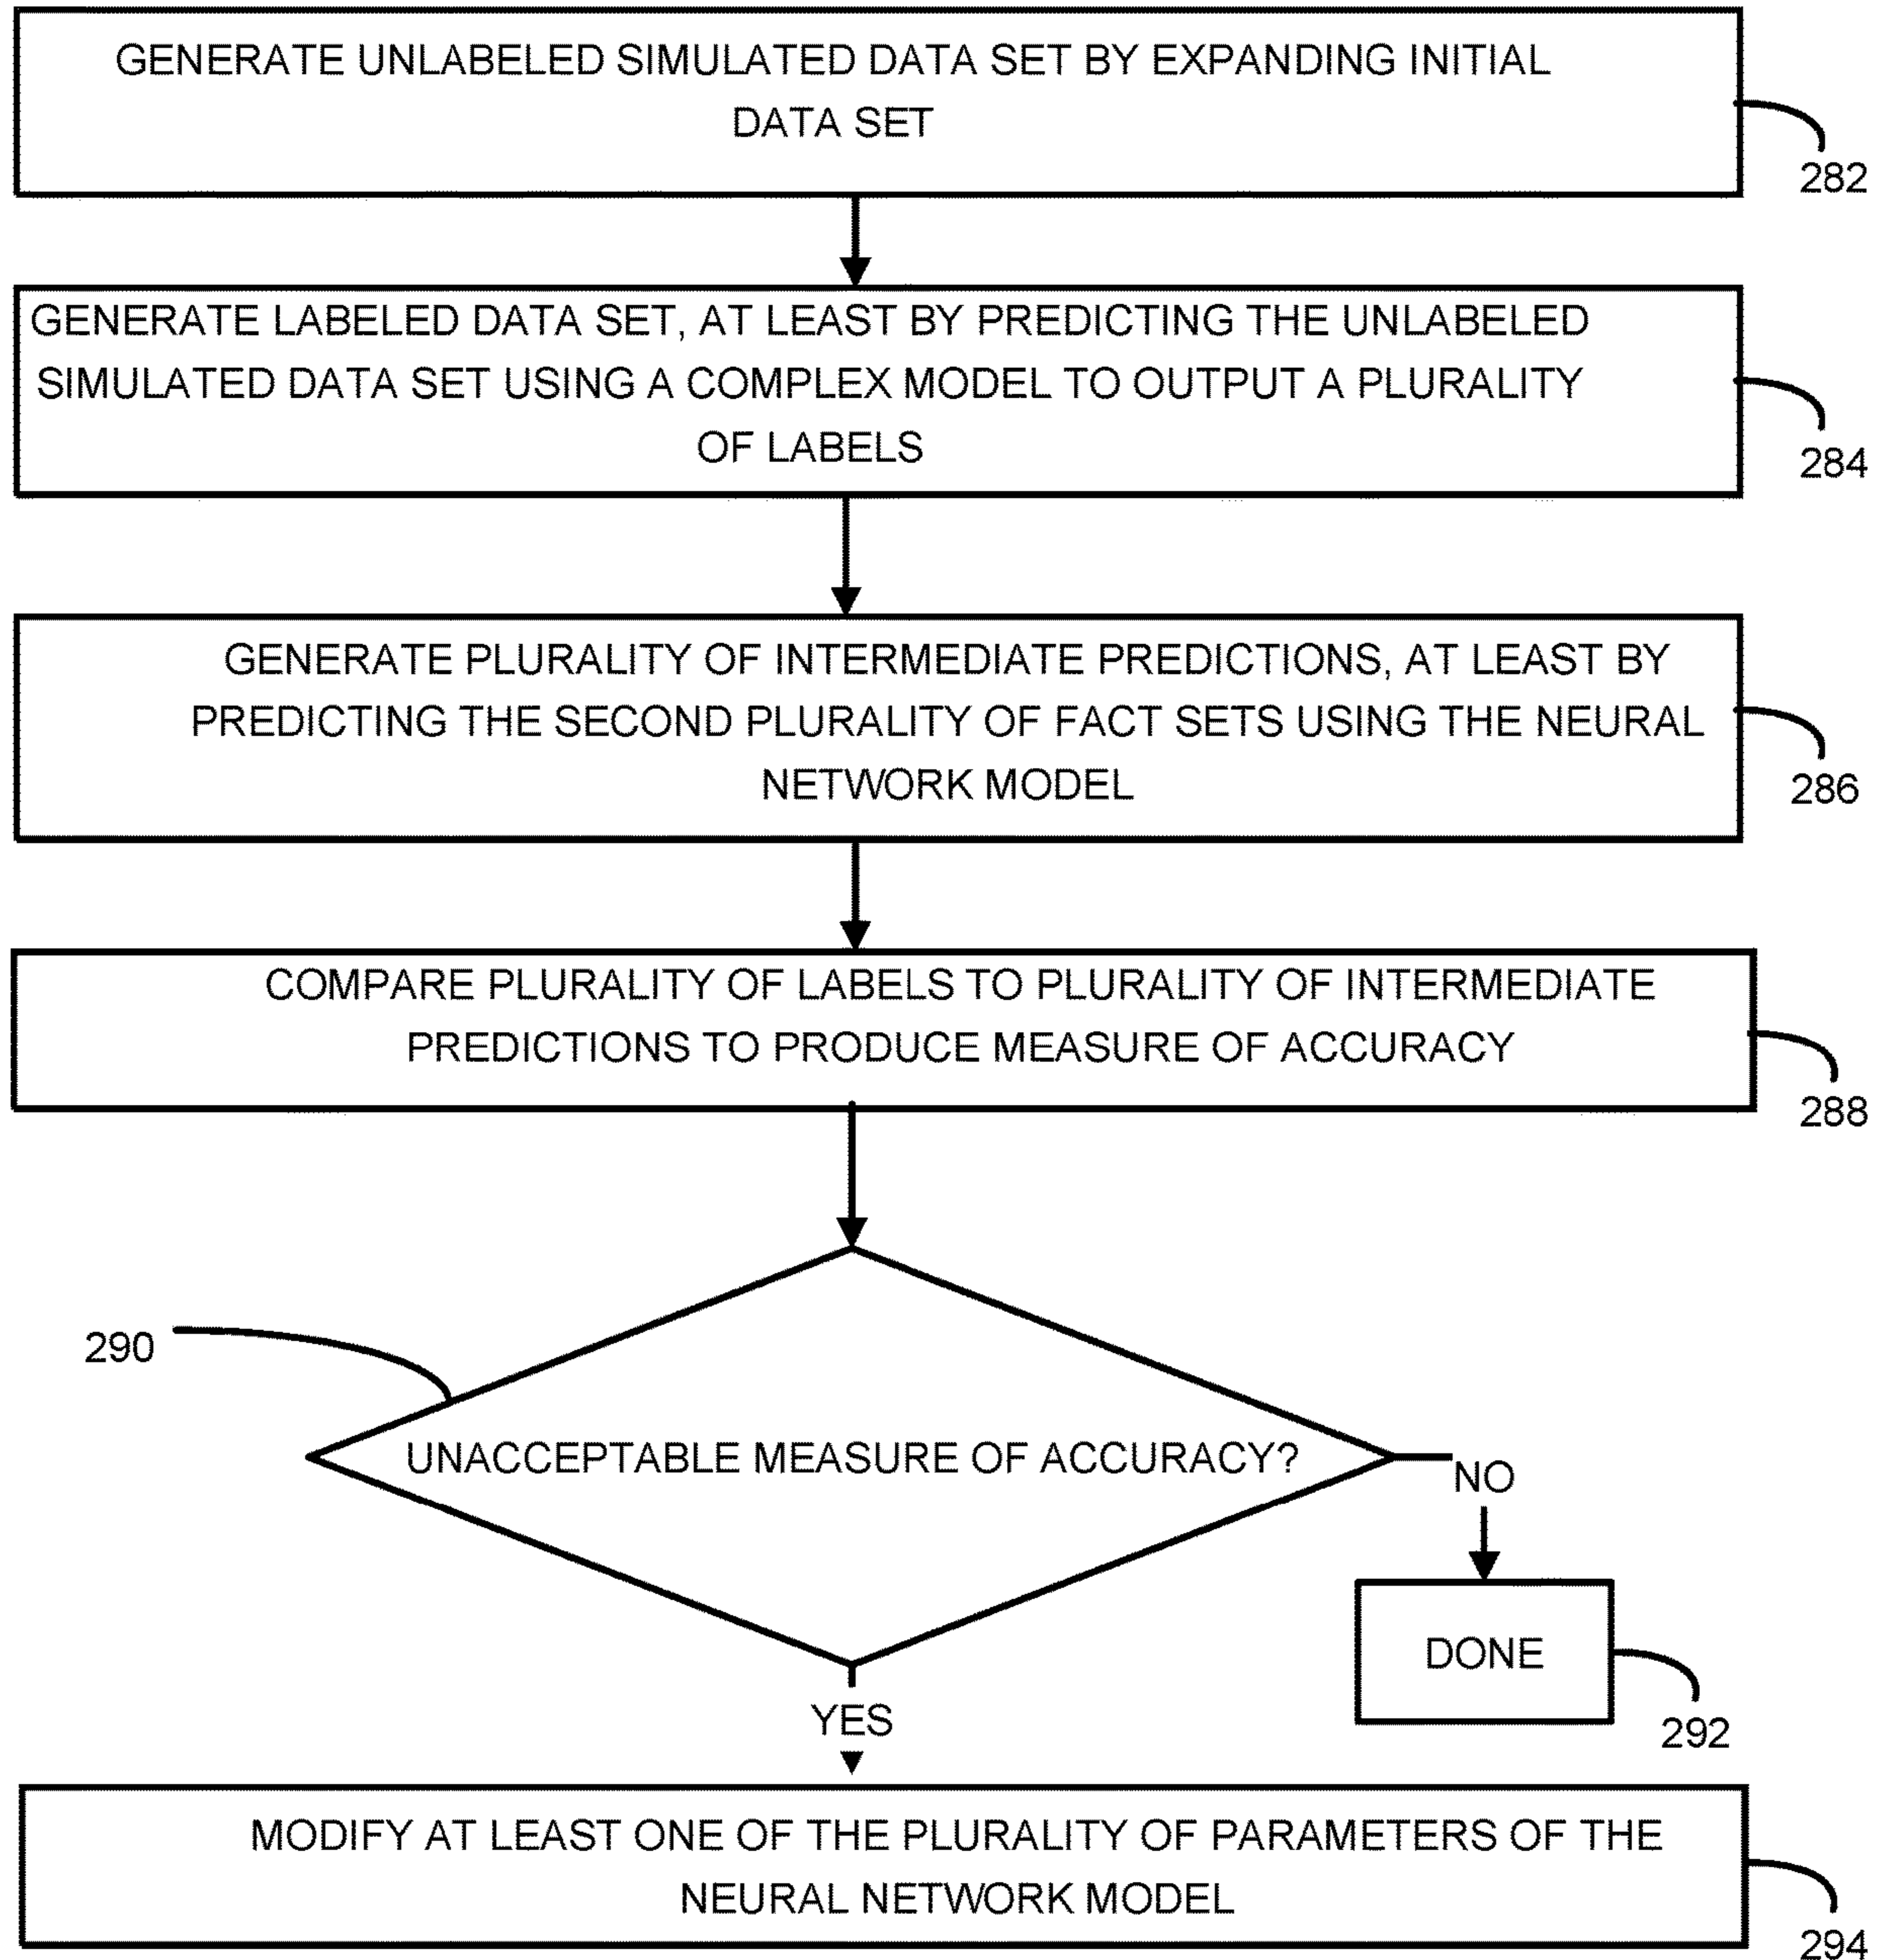 GENERATE UNLABELED SIMULATED DATA SET BY EXPANDING INITIAL
DATA SET
282
GENERATE LABELED DATA SET, AT LEAST BY PREDICTING THE UNLABELED
SIMULATED DATA SET USING A COMPLEX MODEL TO OUTPUT A PLURALITY
OF LABELS
284
GENERATE PLURALITY OF INTERMEDIATE PREDICTIONS, AT LEAST BY
PREDICTING THE SECOND PLURALITY OF FACT SETS USING THE NEURAL
NETWORK MODEL
286
COMPARE PLURALITY OF LABELS TO PLURALITY OF INTERMEDIATE
PREDICTIONS TO PRODUCE MEASURE OF ACCURACY
288
290
UNACCEPTABLE MEASURE OF ACCURACY?
NO
DONE
292
YES
MODIFY AT LEAST ONE OF THE PLURALITY OF PARAMETERS OF THE
NEURAL NETWORK MODEL
294